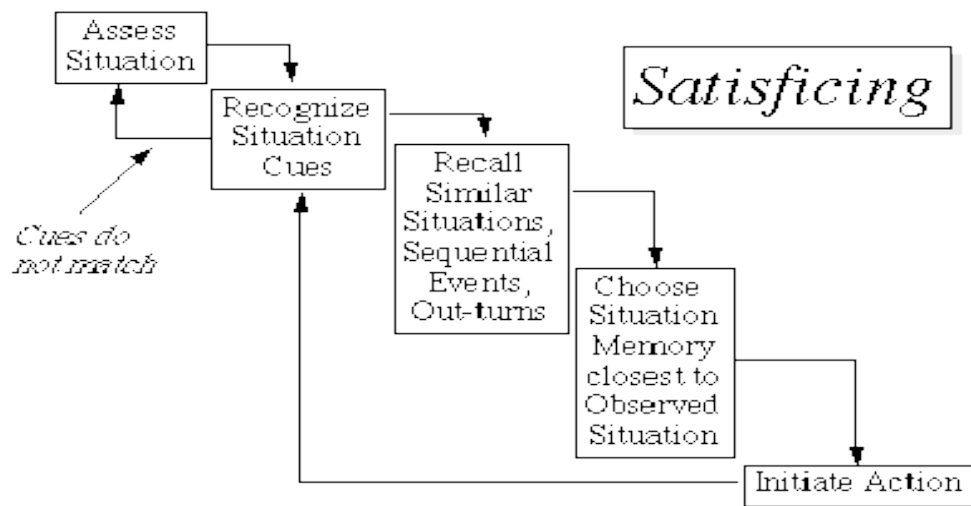 Assess
Situation
Satisficing
Recognize
Situation
Cues
Recall
Similar
Situations,
Sequential
Events,
Out-turns
Cues do
not match
Choose
Situation
Memory
closest to
Observed
Situation
Initiate Action